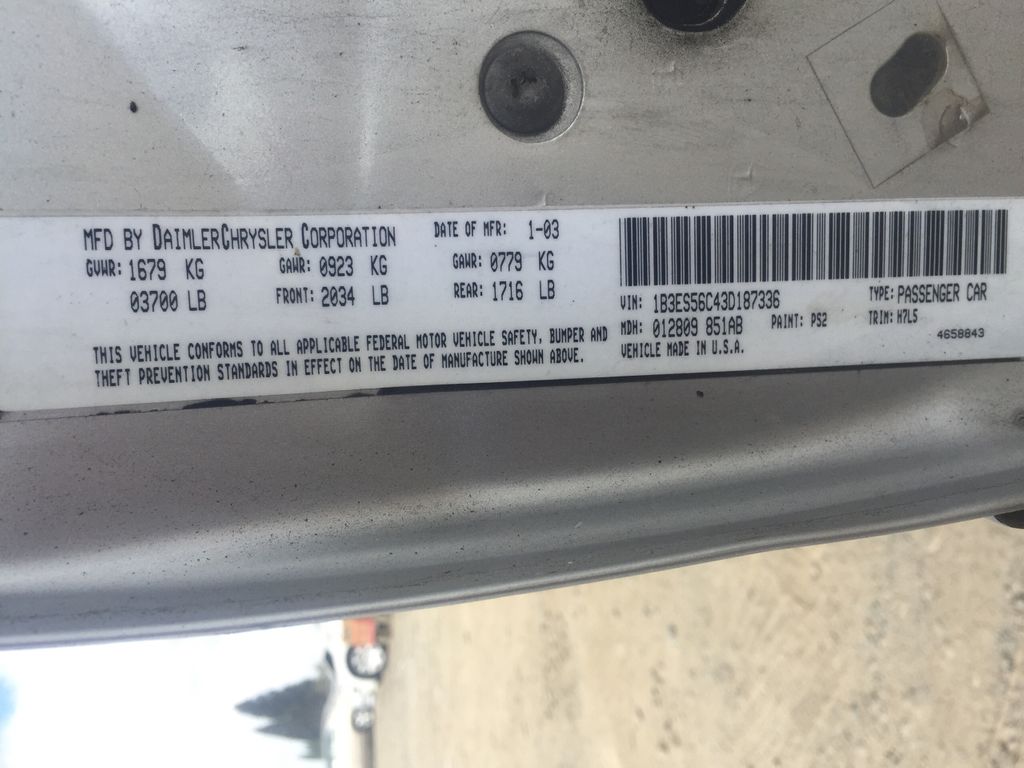 MFD BY DAIMLERCHRYSLER CORPORATION DATE OF MFR: 1-03
GVWR: 1679 KG GAWR: 0923 KG GAWR: 0779 KG
03700 LB FRONT: 2034 LB REAR: 1716 LB
THIS VEHICLE CONFORMS TO ALL APPLICABLE FEDERAL MOTOR VEHICLE SAFETY, BUMPER AND
THEFT PREVENTION STANDARDS IN EFFECT ON THE DATE OF MANUFACTURE SHOWN ABOVE.
VIN: 1B3ES56C43D187336 TYPE: PASSENGER CAR
MDH: 012809 851AB PAINT: PS2 TRIM: H7L5
VEHICLE MADE IN U.S.A. 4658843